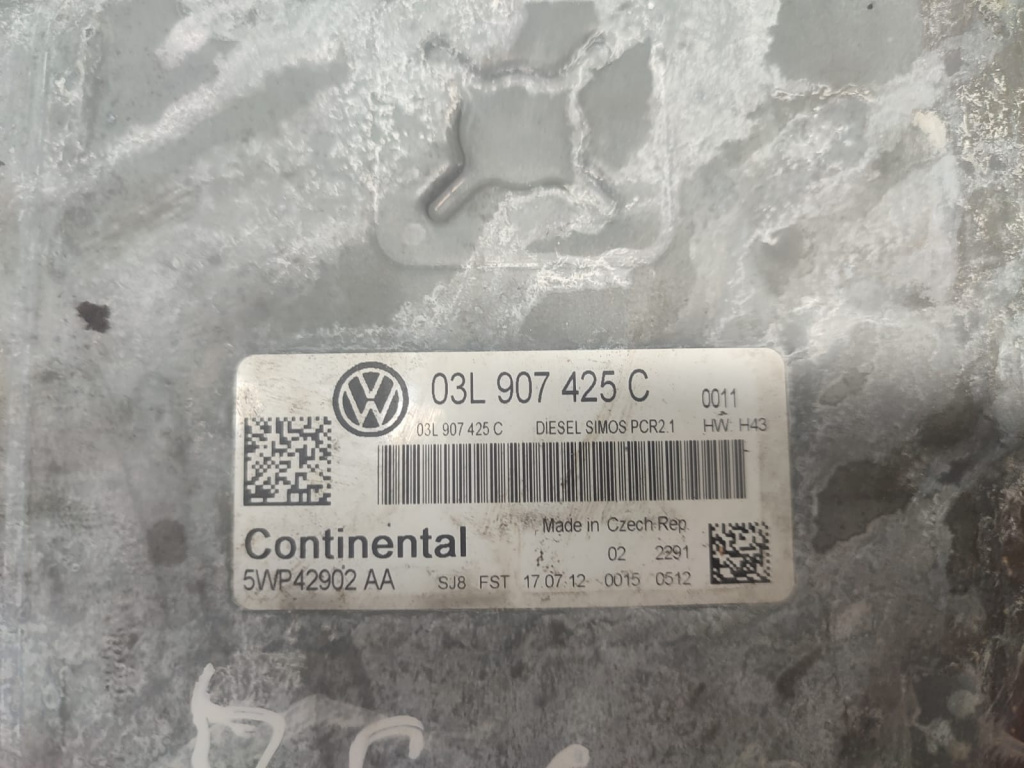 03L 907 425 C
0011
03L 907 425 C DIESEL SIMOS PCR2.1 HW: H43
Continental
Made in Czech Rep.
02 2291
5WP42902 AA SJ8 FST 17.07.12 0015 0512